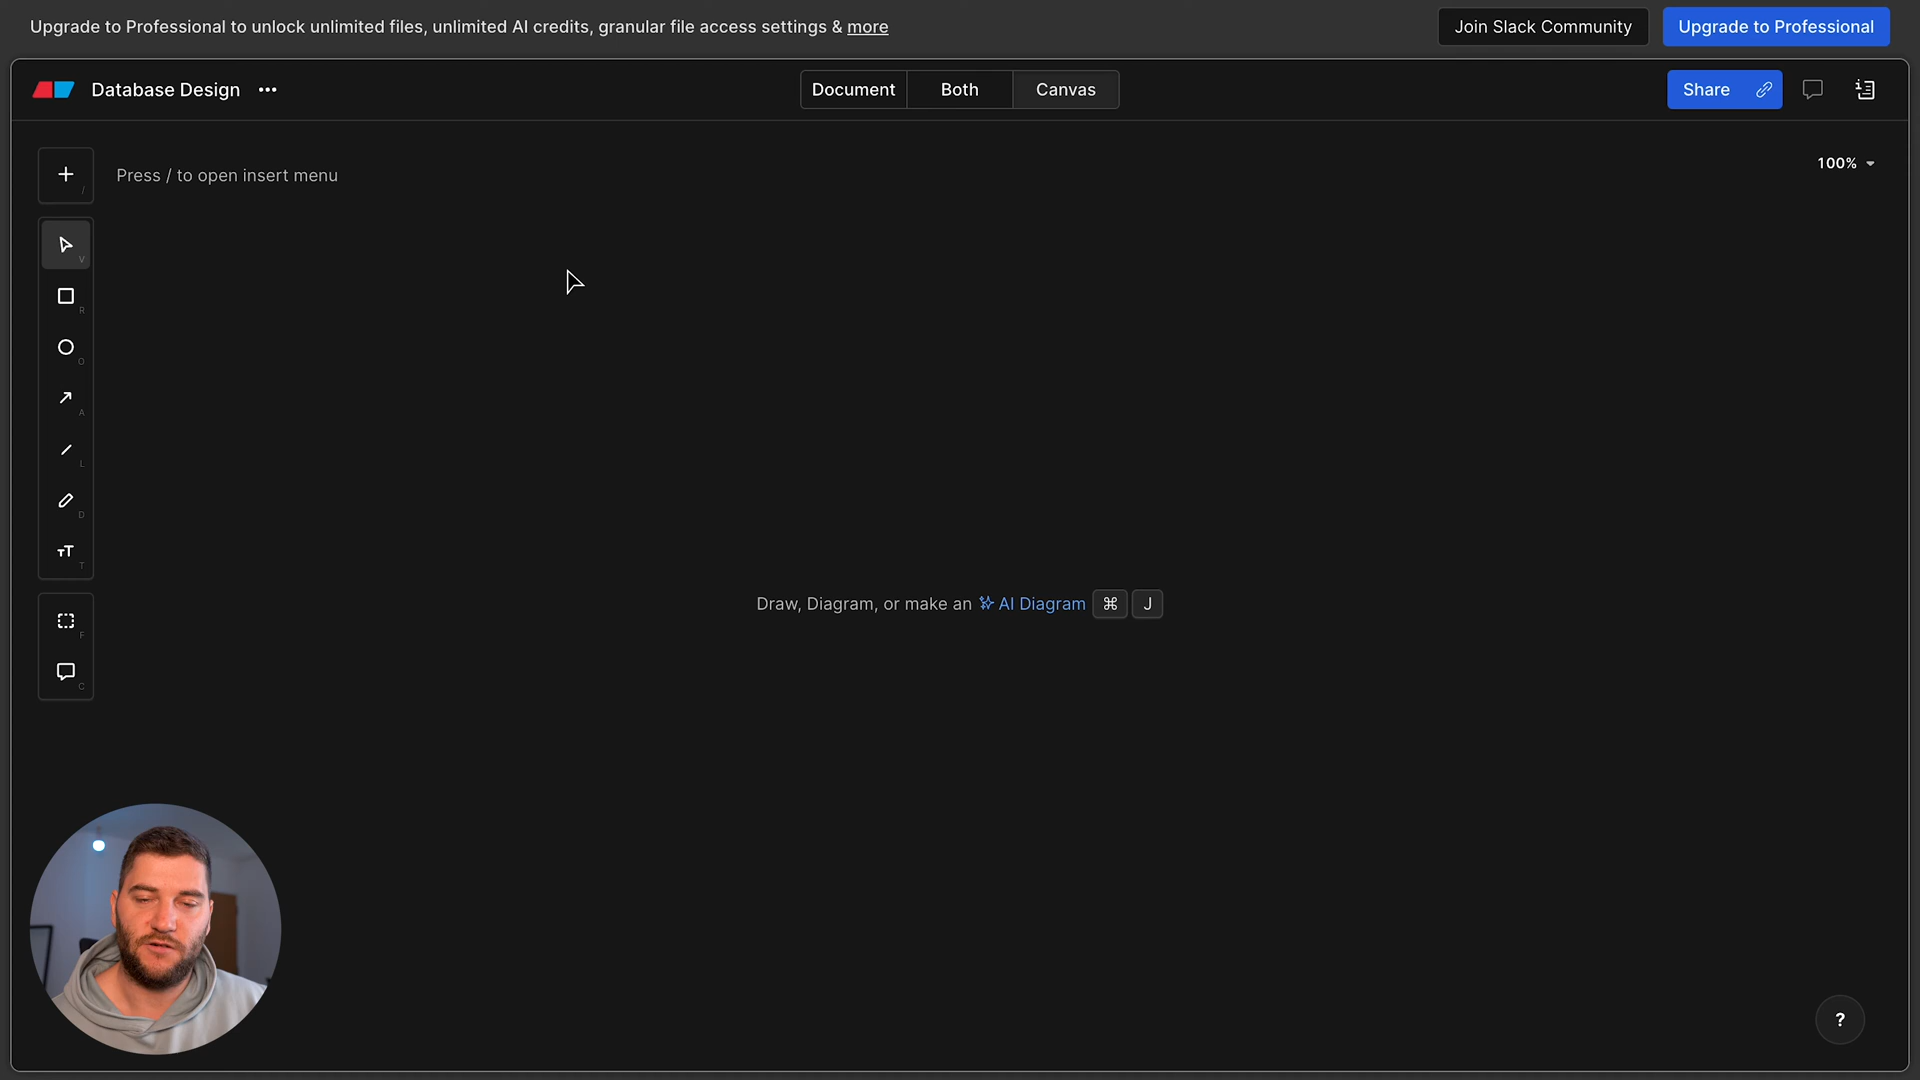 Upgrade to Professional to unlock unlimited files, unlimited AI credits, granular file access settings & more
Join Slack Community
Upgrade to Professional
Database Design
Document
Both
Canvas
Share
+
/
Press / to open insert menu
100%
V
R
O
A
L
D
TT
T
F
C
Draw, Diagram, or make an AI Diagram ⌘ J
?